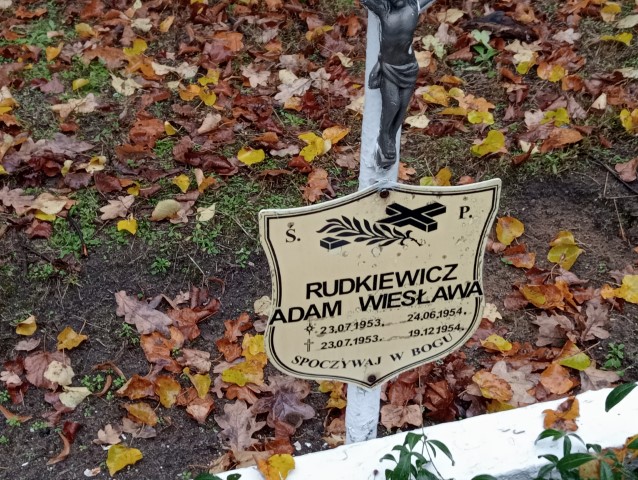 Ś. P.
RUDKIEWICZ
ADAM WIESŁAWA
23.07.1953. 24.06.1954.
† 23.07.1953. 19.12.1954.
SPOCZYWAJ W BOGU